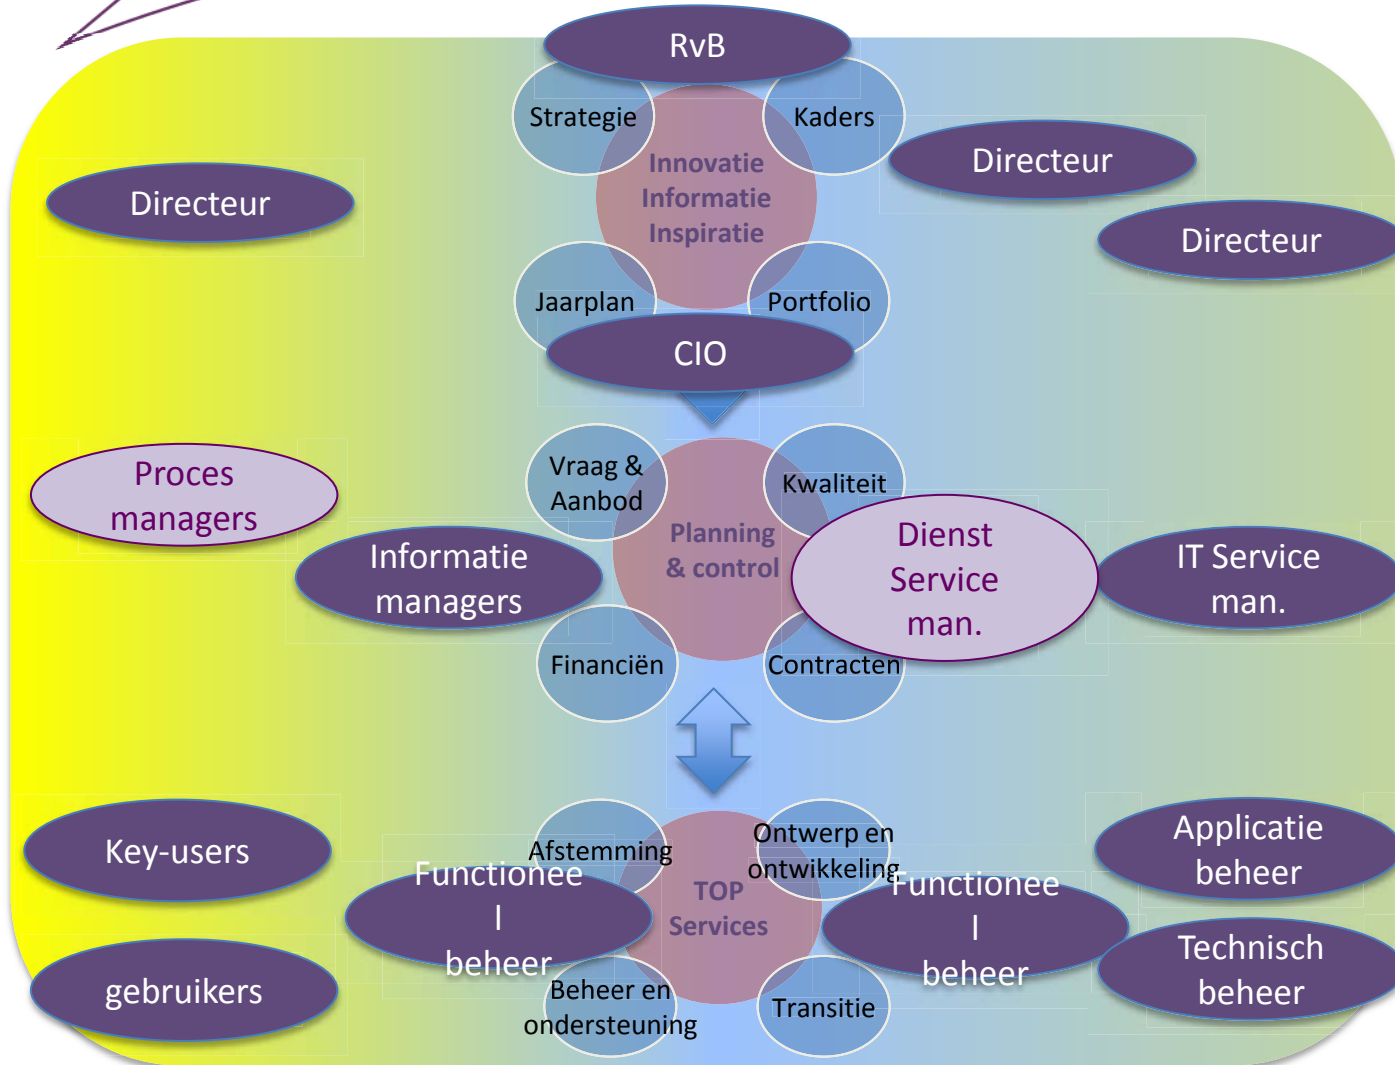 RvB
Strategie
Kaders
Innovatie
Informatie
Inspiratie
Directeur
Directeur
Directeur
Jaarplan
Portfolio
CIO
Proces
managers
Vraag &
Aanbod
Kwaliteit
Planning
& control
Informatie
managers
Dienst
Service
man.
IT Service
man.
Financiën
Contracten
Key-users
Afstemming
Ontwerp en
ontwikkeling
Applicatie
beheer
Functionee
l
beheer
TOP
Services
Functionee
l
beheer
Technisch
beheer
gebruikers
Beheer en
ondersteuning
Transitie